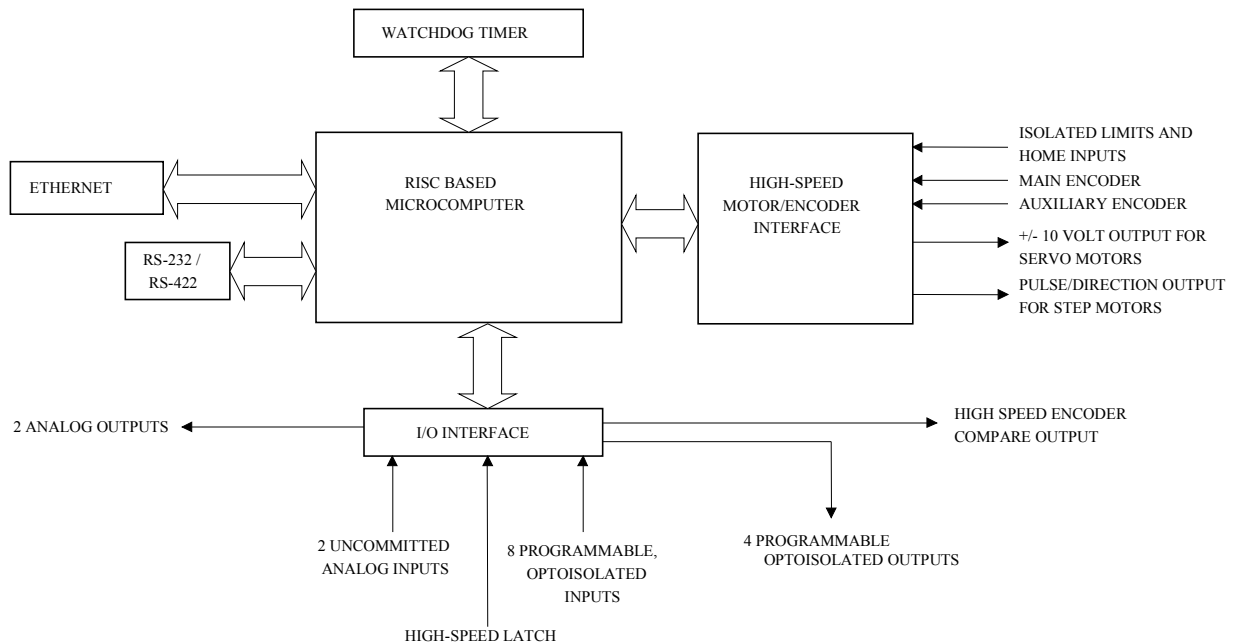 WATCHDOG TIMER
ETHERNET
RISC BASED
MICROCOMPUTER
HIGH-SPEED
MOTOR/ENCODER
INTERFACE
ISOLATED LIMITS AND
HOME INPUTS
MAIN ENCODER
AUXILIARY ENCODER
+/- 10 VOLT OUTPUT FOR
SERVO MOTORS
PULSE/DIRECTION OUTPUT
FOR STEP MOTORS
RS-232 /
RS-422
2 ANALOG OUTPUTS
I/O INTERFACE
HIGH SPEED ENCODER
COMPARE OUTPUT
2 UNCOMMITTED
ANALOG INPUTS
8 PROGRAMMABLE,
OPTOISOLATED
INPUTS
4 PROGRAMMABLE
OPTOISOLATED OUTPUTS
HIGH-SPEED LATCH